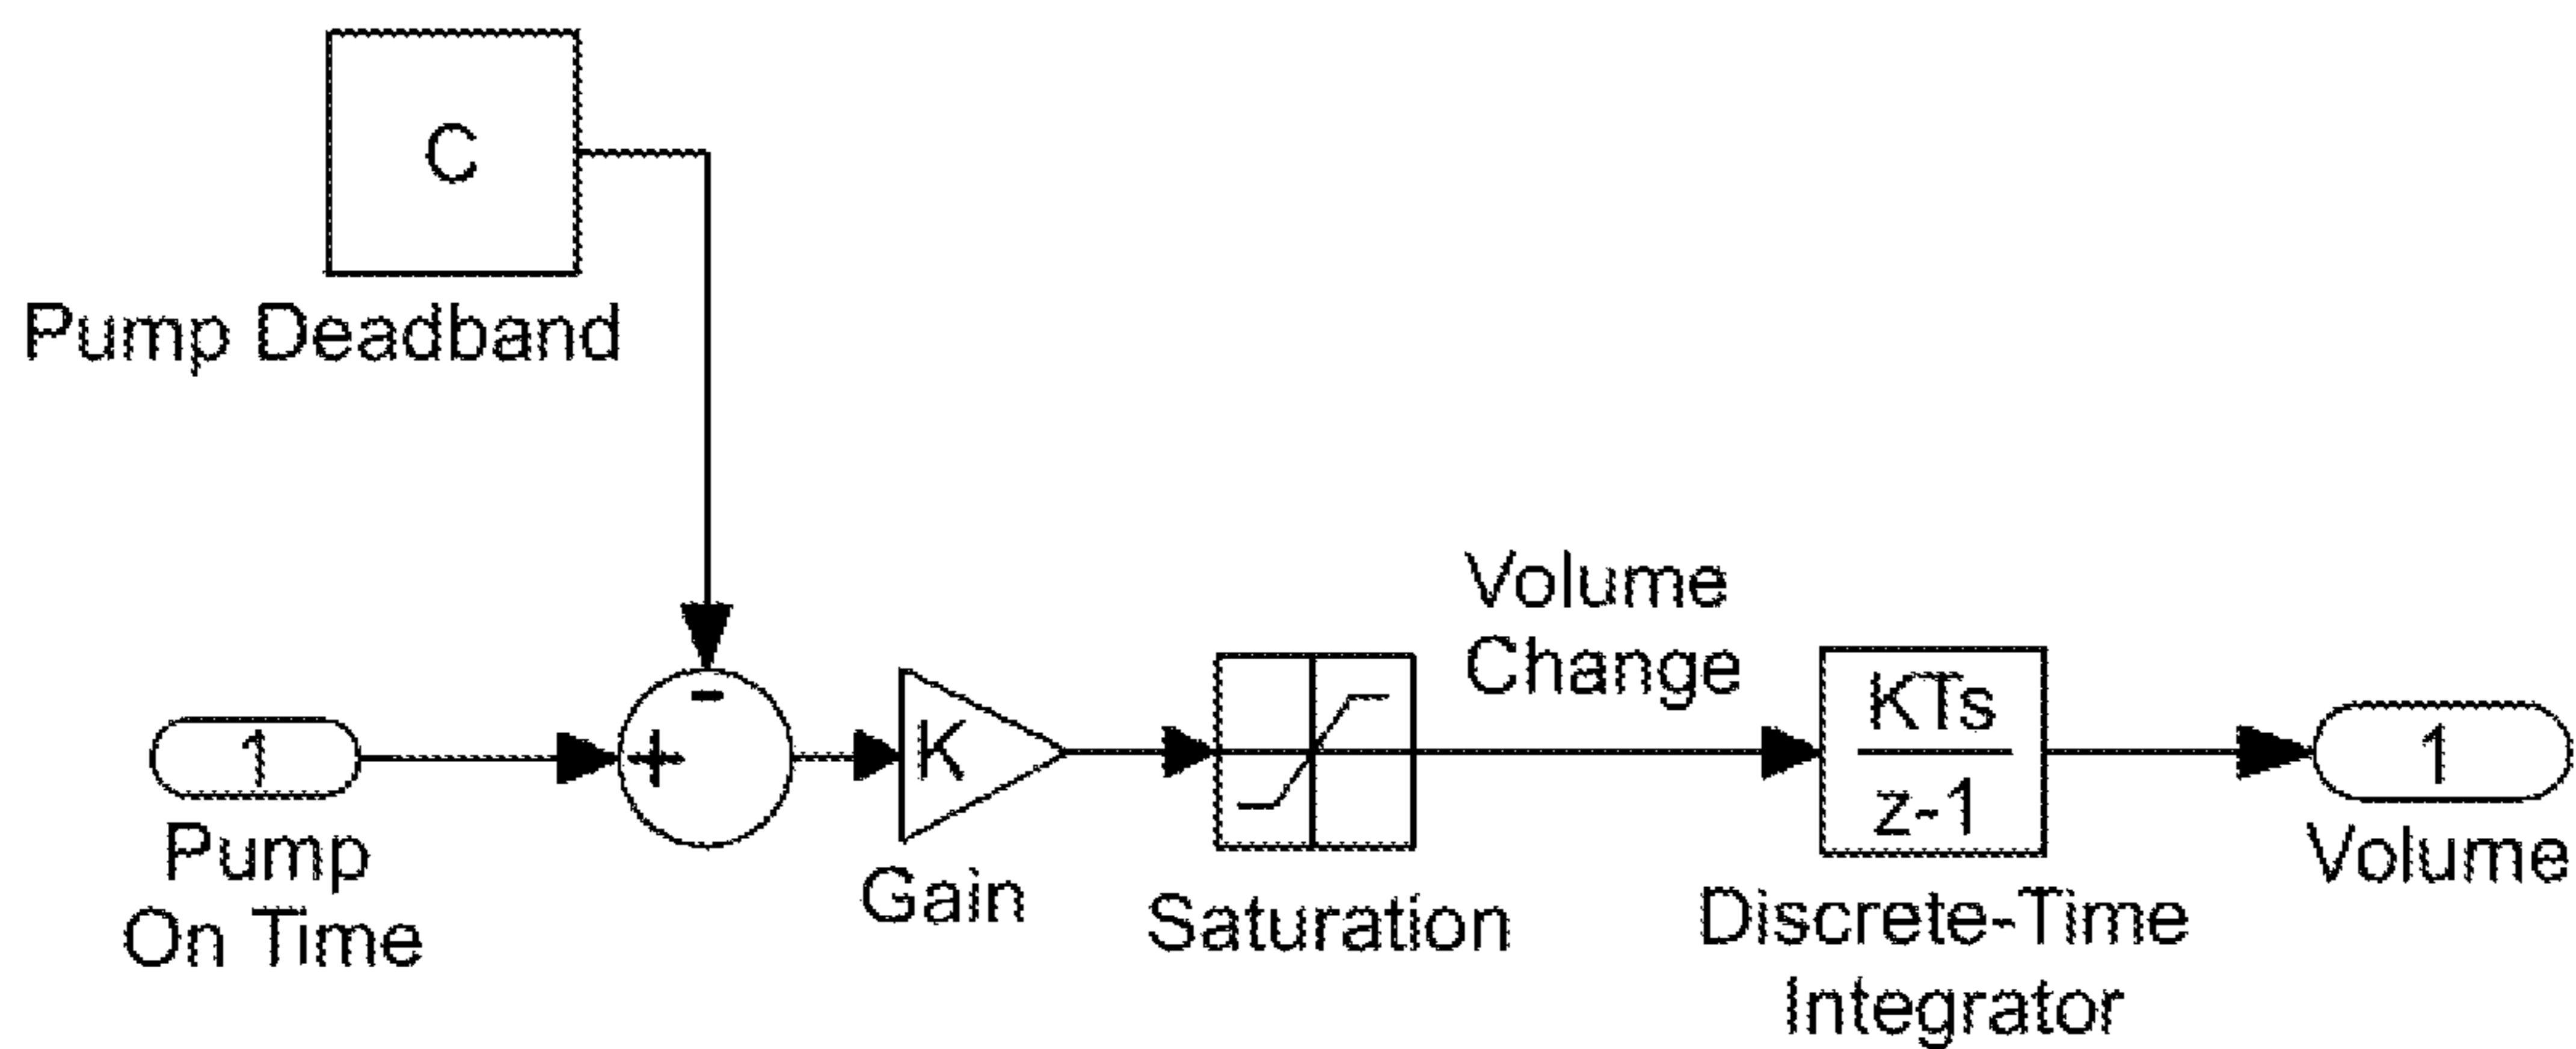 C
Pump Deadband
-
1
+
K
Volume
Change
KTs
z-1
1
Pump
On Time
Gain
Saturation
Discrete-Time
Integrator
Volume